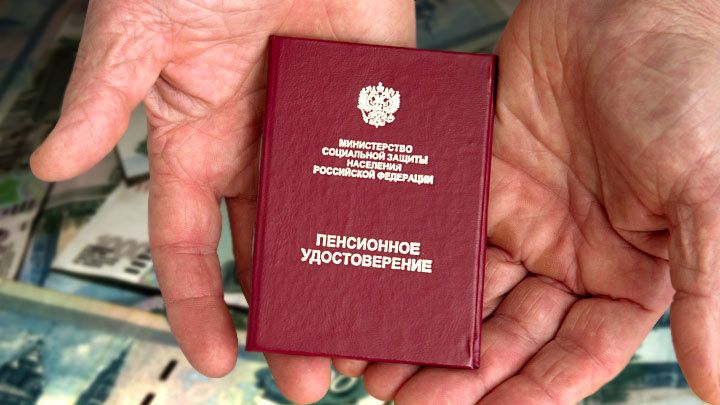 МИНИСТЕРСТВО
СОЦИАЛЬНОЙ ЗАЩИТЫ
НАСЕЛЕНИЯ
РОССИЙСКОЙ ФЕДЕРАЦИИ
ПЕНСИОННОЕ
УДОСТОВЕРЕНИЕ